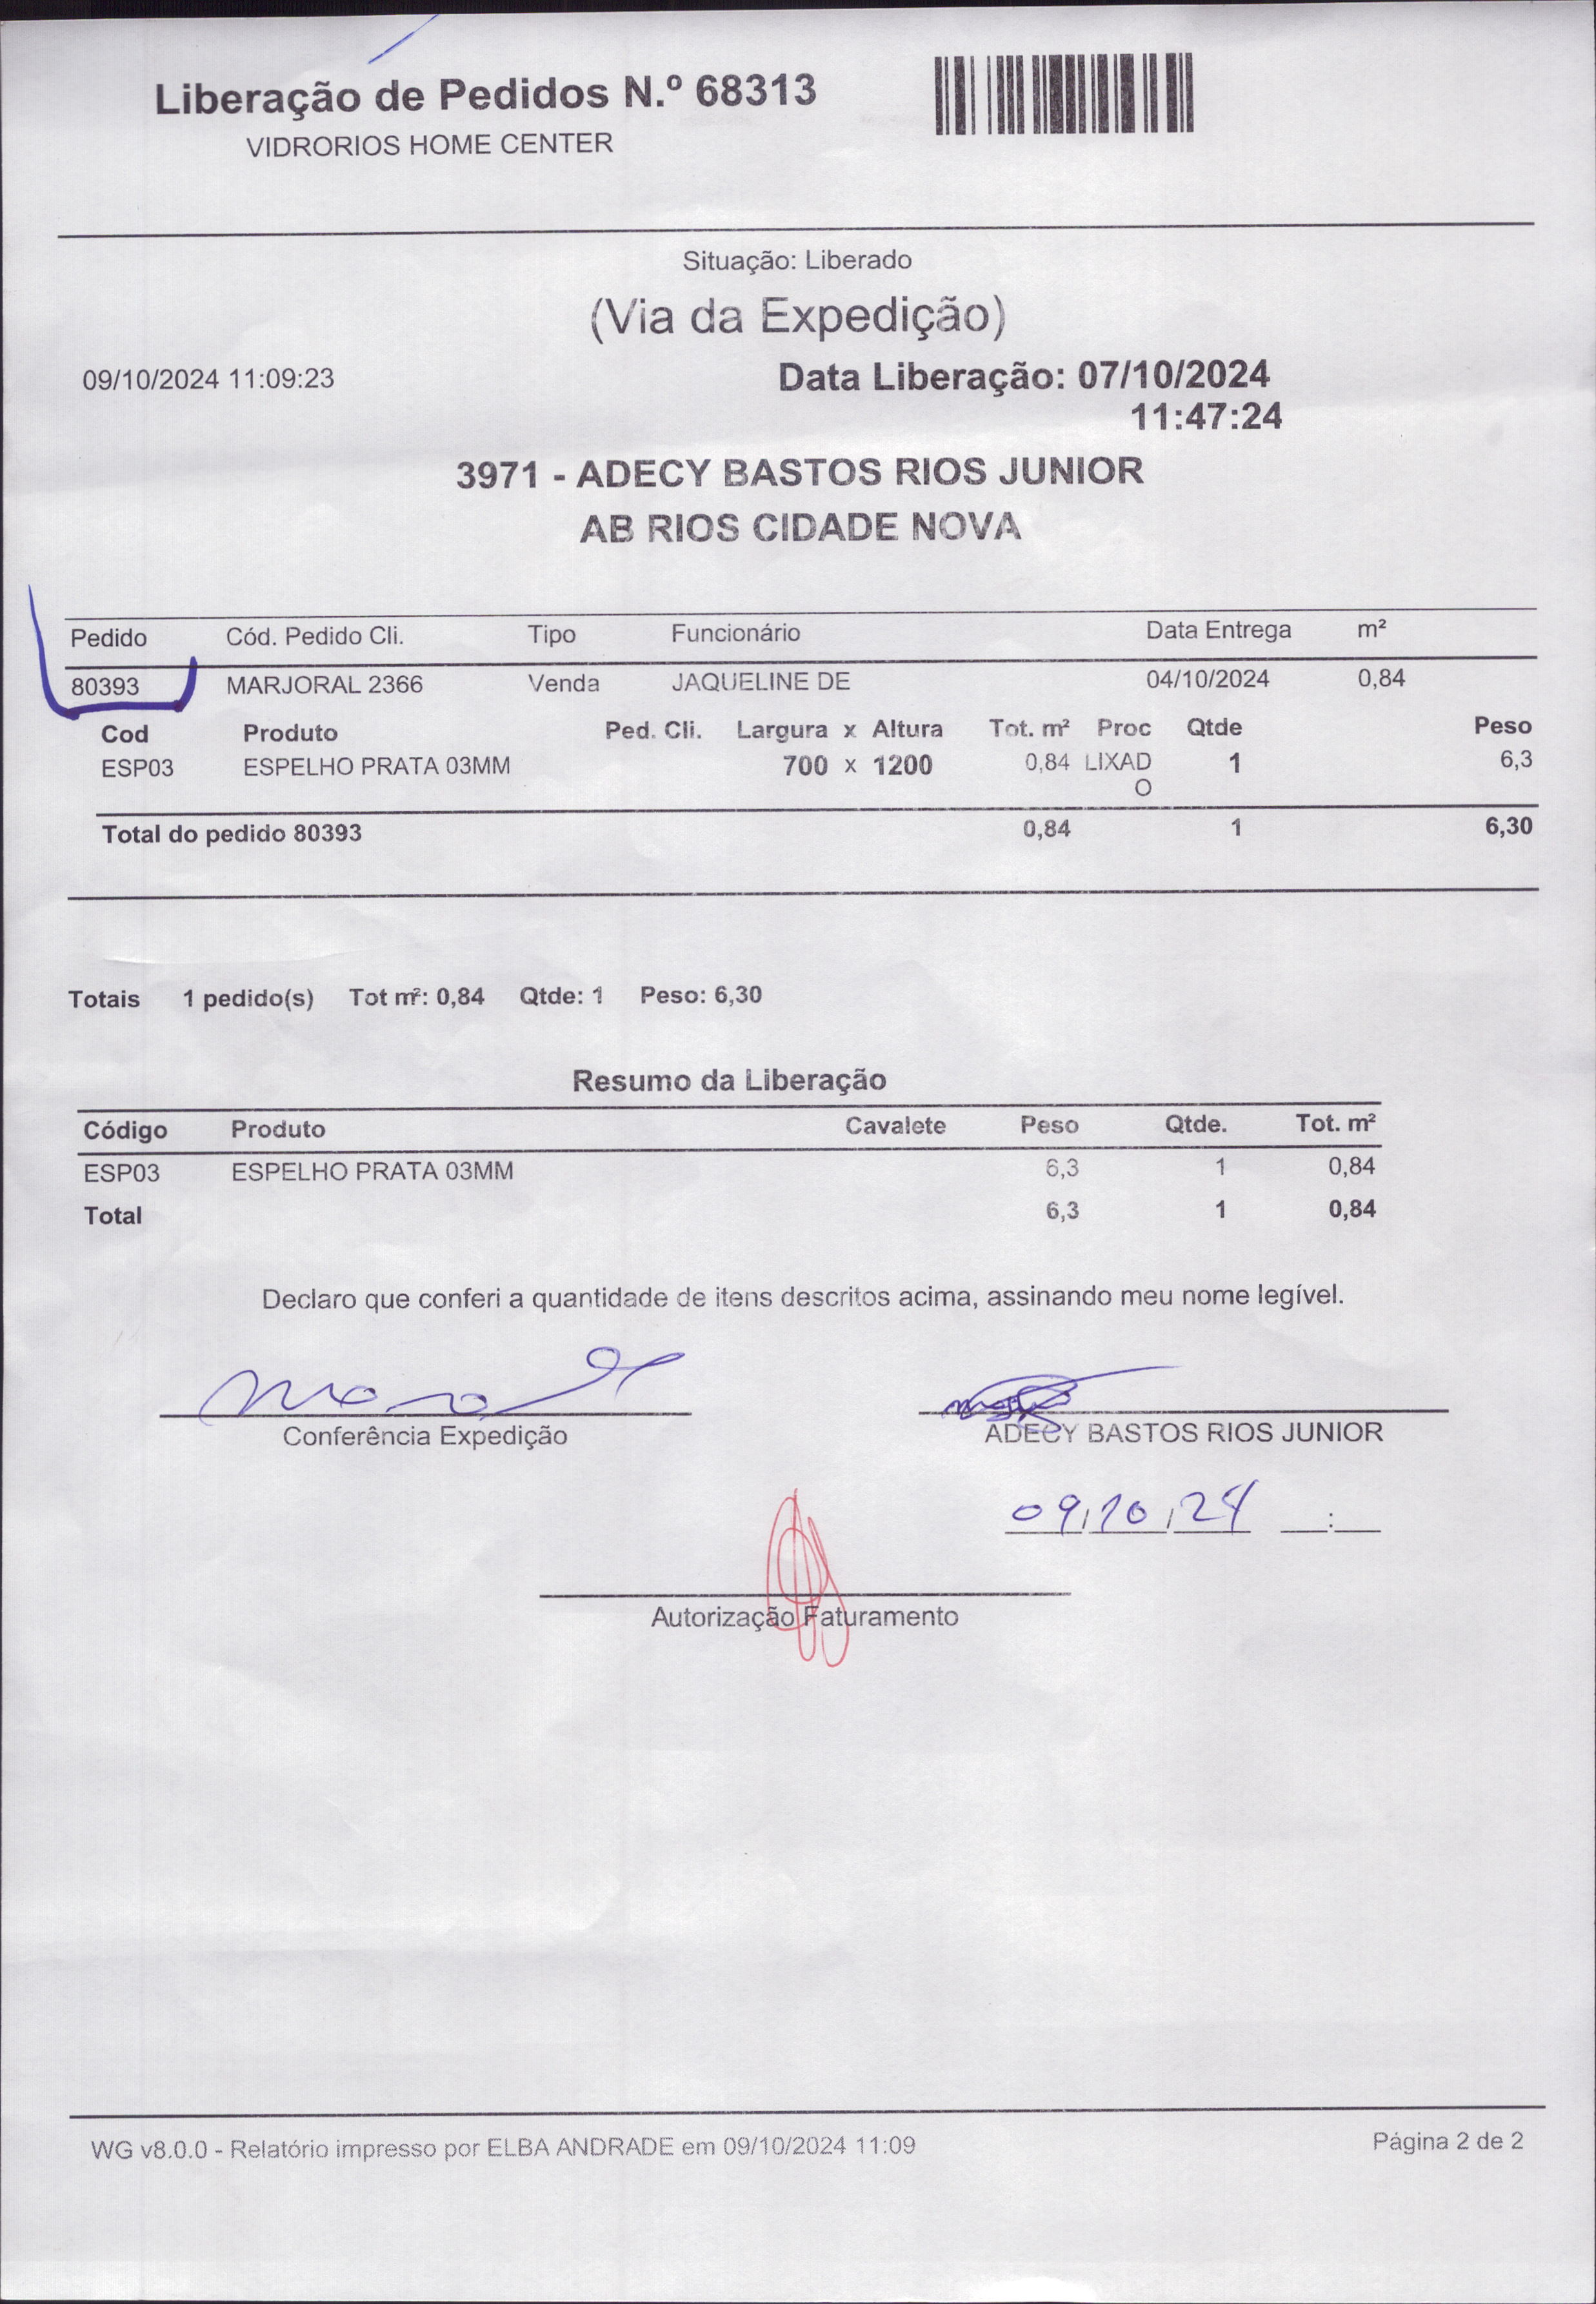 Liberação de Pedidos N.º 68313
VIDRORIOS HOME CENTER
Situação: Liberado
(Via da Expedição)
09/10/2024 11:09:23
Data Liberação: 07/10/2024
11:47:24
3971 - ADECY BASTOS RIOS JUNIOR
AB RIOS CIDADE NOVA
Pedido Cód. Pedido Cli. Tipo Funcionário Data Entrega m²
80393 MARJORAL 2366 Venda JAQUELINE DE 04/10/2024 0,84
Cod Produto Ped. Cli. Largura x Altura Tot. m² Proc Qtde Peso
ESP03 ESPELHO PRATA 03MM 700 x 1200 0,84 LIXAD 1 6,3
O
Total do pedido 80393 0,84 1 6,30
Totais 1 pedido(s) Tot m²: 0,84 Qtde: 1 Peso: 6,30
Resumo da Liberação
Código Produto Cavalete Peso Qtde. Tot. m²
ESP03 ESPELHO PRATA 03MM 6,3 1 0,84
Total 6,3 1 0,84
Declaro que conferi a quantidade de itens descritos acima, assinando meu nome legível.
Conferência Expedição
ADECY BASTOS RIOS JUNIOR
09/10/24 __:__
Autorização Faturamento
WG v8.0.0 - Relatório impresso por ELBA ANDRADE em 09/10/2024 11:09
Página 2 de 2